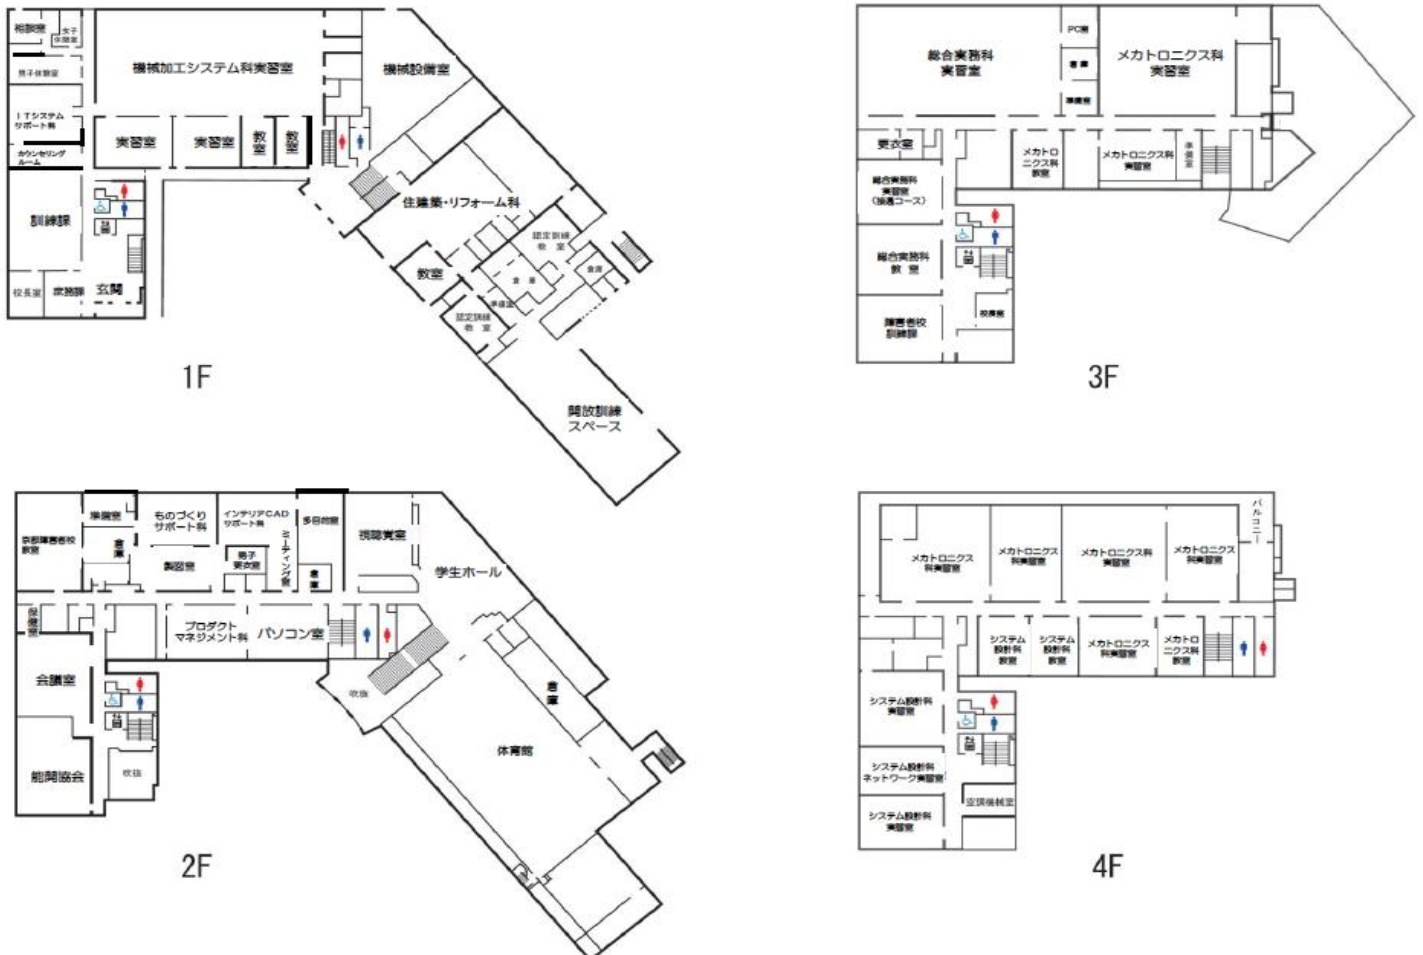 相談室
女子
体験室
男子体験室
ITシステム
サポート科
カウンセリング
ルーム
訓練課
校長室
庶務課
玄関
機械加工システム科実習室
実習室
実習室
教室
教室
機械設備室
住建築・リフォーム科
教室
認定訓練
教室
倉庫
倉庫
準備室
認定訓練
教室
開放訓練
スペース
1F
総合実務科
実習室
PC室
倉庫
準備室
メカトロニクス科
実習室
更衣室
メカトロ
ニクス科
教室
メカトロニクス科
実習室
準備室
総合実務科
実習室
(接遇コース)
総合実務科
教室
障害者校
訓練課
校長室
3F
京都障害者校
教室
準備室
倉庫
ものづくり
サポート科
製図室
インテリアCAD
サポート科
男子
更衣室
ミーティング室
多目的室
倉庫
視聴覚室
学生ホール
保健室
プロダクト
マネジメント科
パソコン室
会議室
能開協会
吹抜
吹抜
倉庫
体育館
2F
バルコニー
メカトロニクス
科実習室
メカトロニクス
科実習室
メカトロニクス科
実習室
メカトロニクス
科実習室
システム
設計科
教室
システム
設計科
教室
メカトロニクス
科実習室
メカトロ
ニクス科
教室
システム設計科
実習室
システム設計科
ネットワーク実習室
システム設計科
実習室
空調機械室
4F